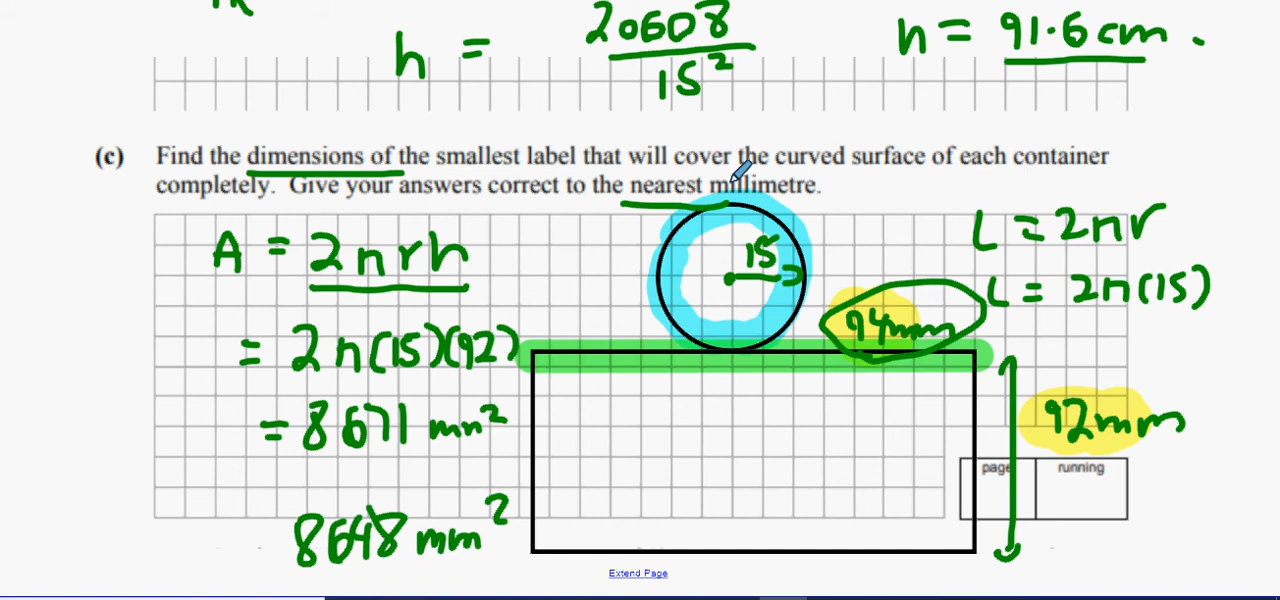 h = 20608 / 15²
h = 91.6 cm.
(c) Find the dimensions of the smallest label that will cover the curved surface of each container
completely. Give your answers correct to the nearest millimetre.
A = 2πrh
= 2π(15)(92)
= 8671 mm²
8648 mm²
15
L = 2πr
L = 2π(15)
94mm
92mm
page
running
Extend Page